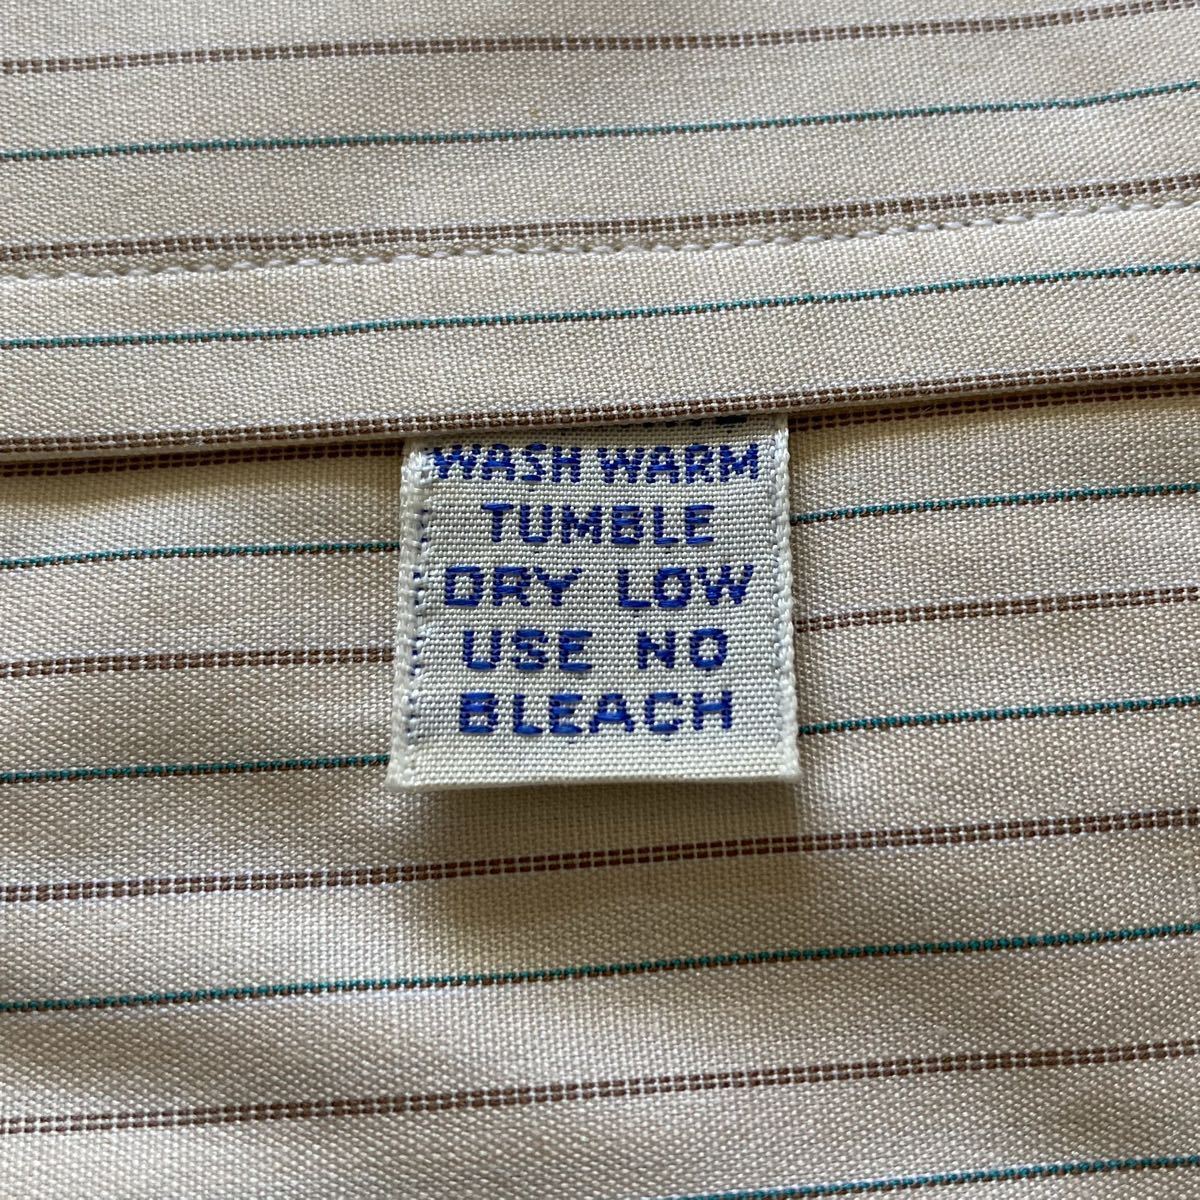 WASH WARM
TUMBLE
DRY LOW
USE NO
BLEACH